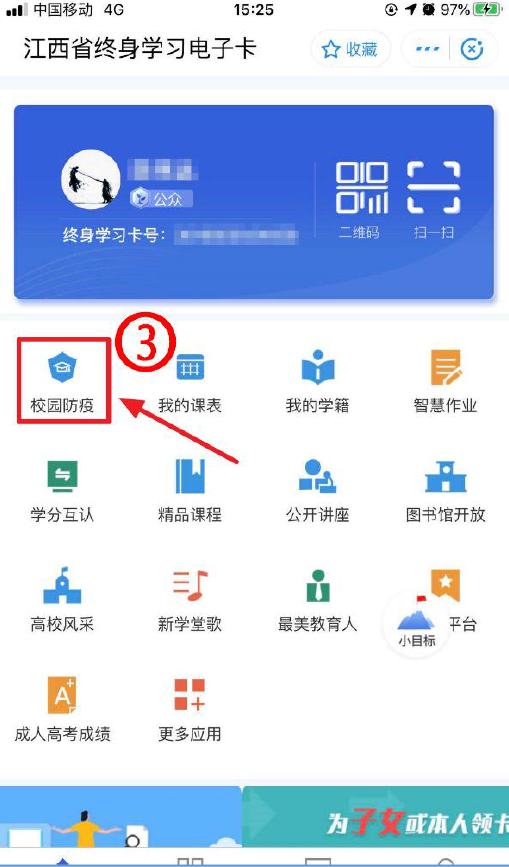 中国移动 4G 15:25 97%
江西省终身学习电子卡 收藏
公众
终身学习卡号：
二维码 扫一扫
③
校园防疫 我的课表 我的学籍 智慧作业
学分互认 精品课程 公开讲座 图书馆开放
高校风采 新学堂歌 最美教育人 平台
小目标
成人高考成绩 更多应用
为子女或本人领卡